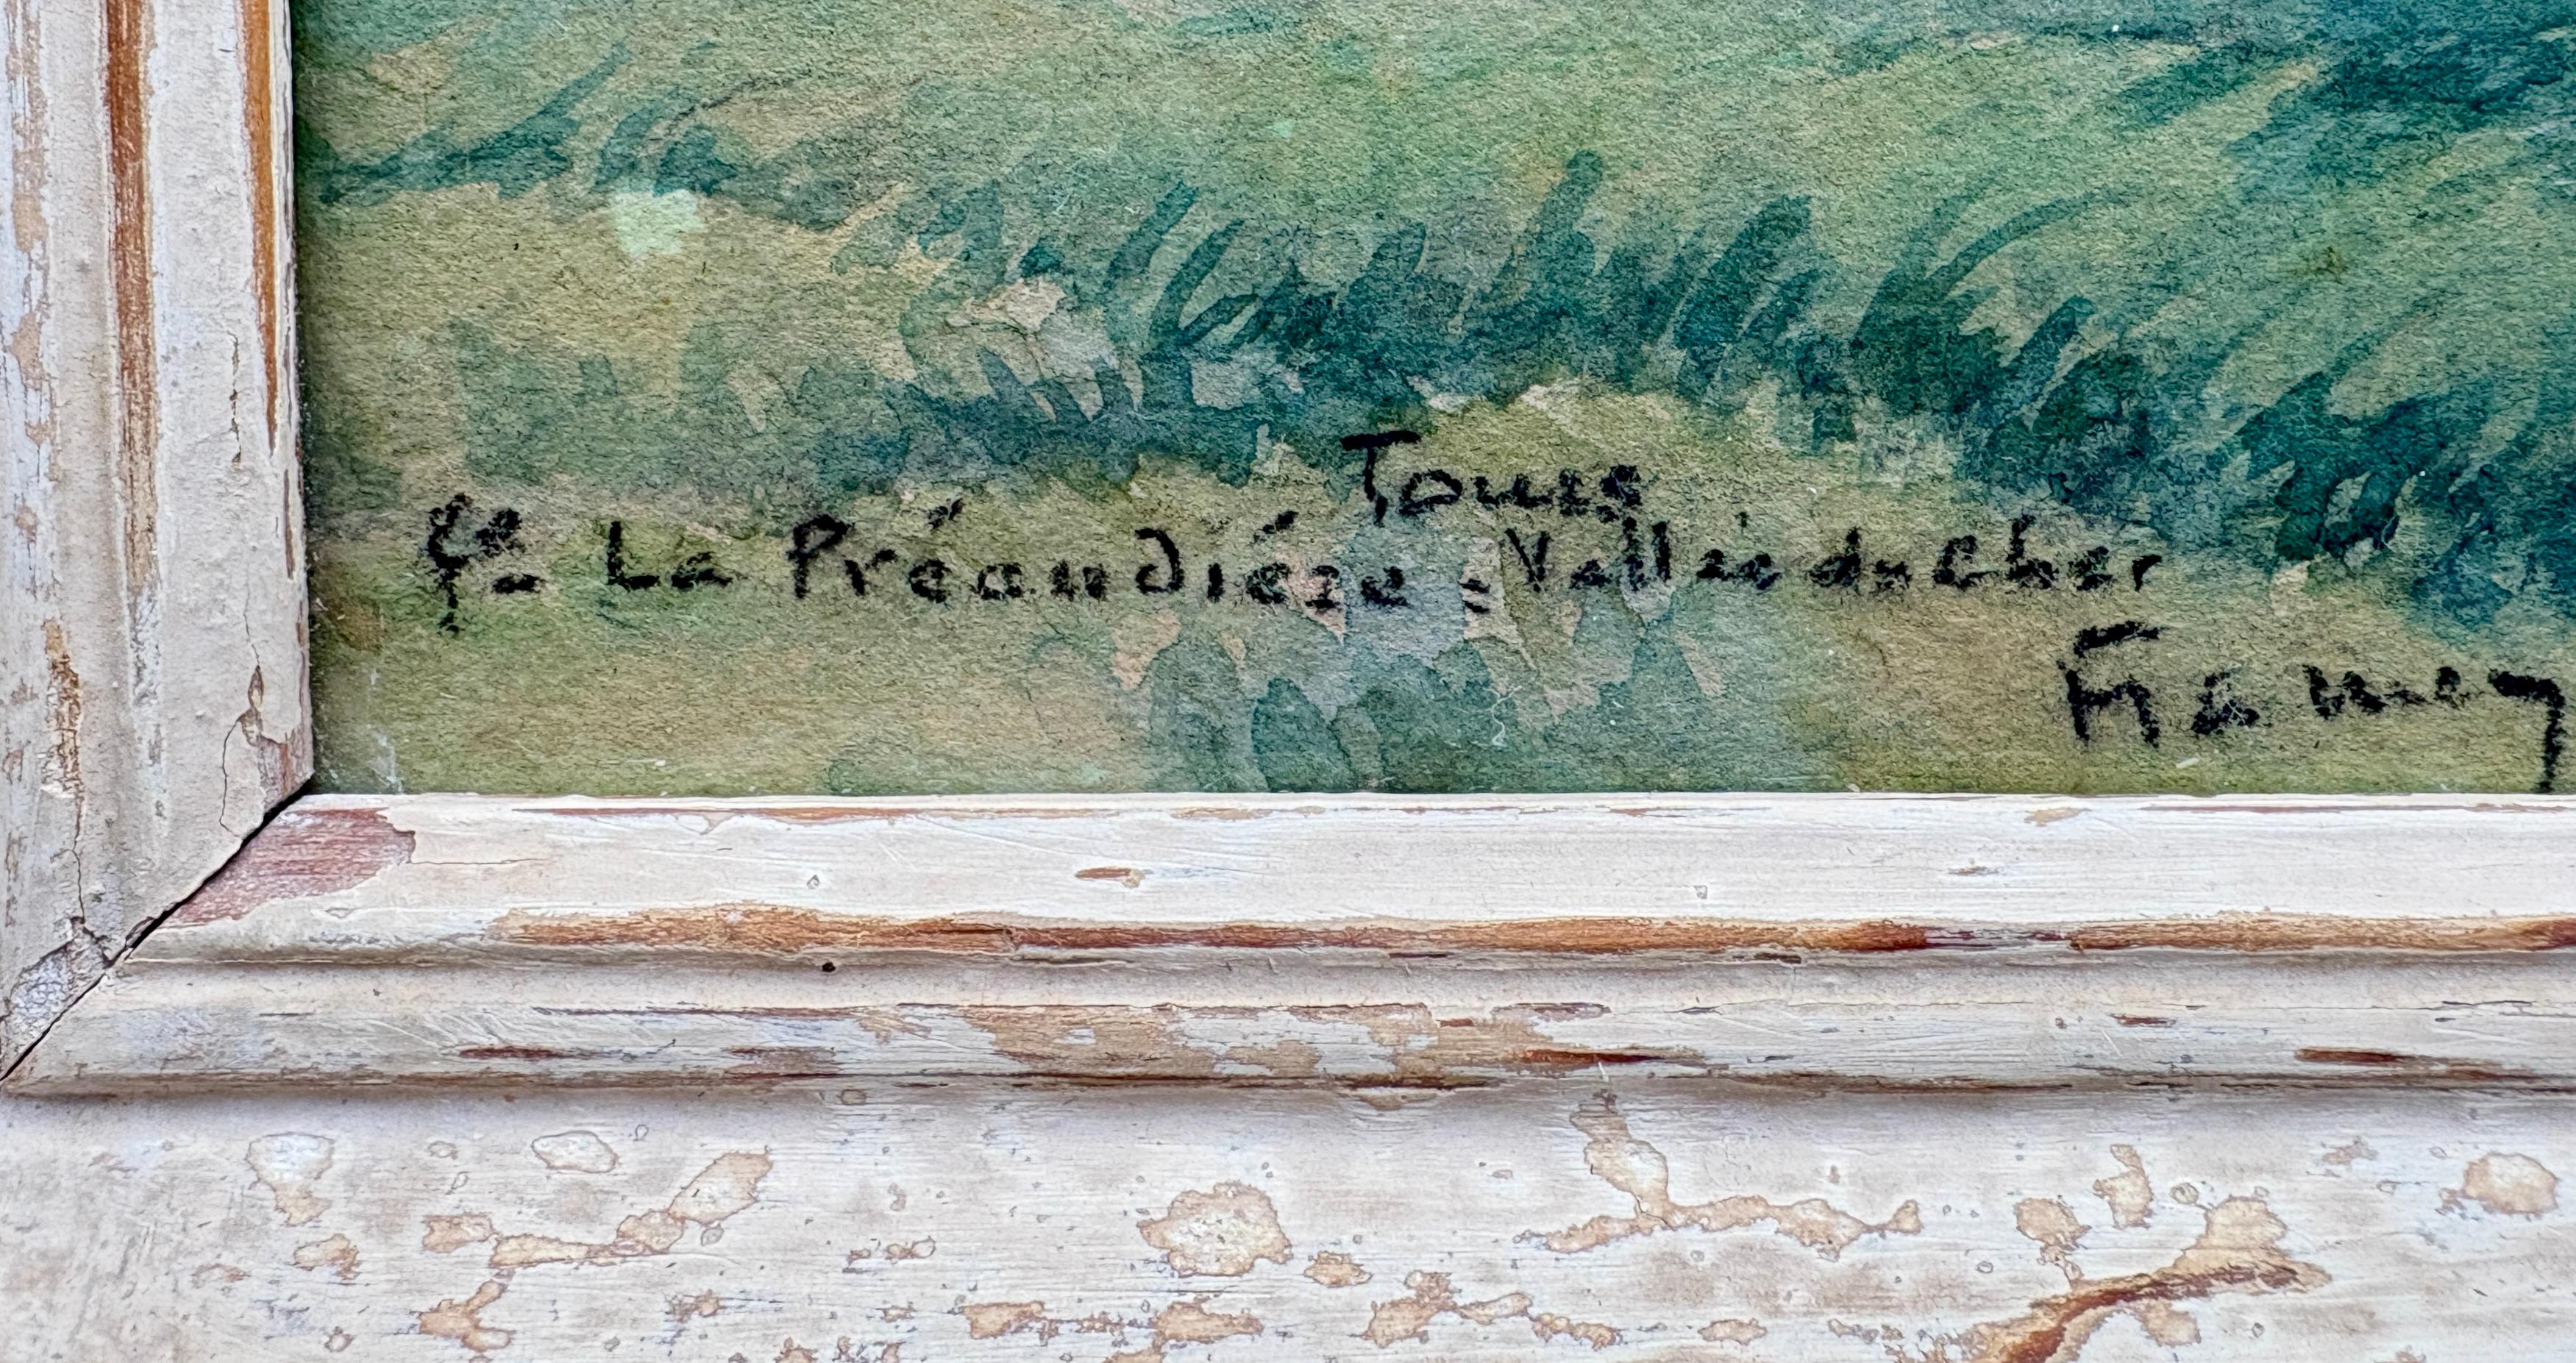 Tours
La Préaudière : Vallée du Cher